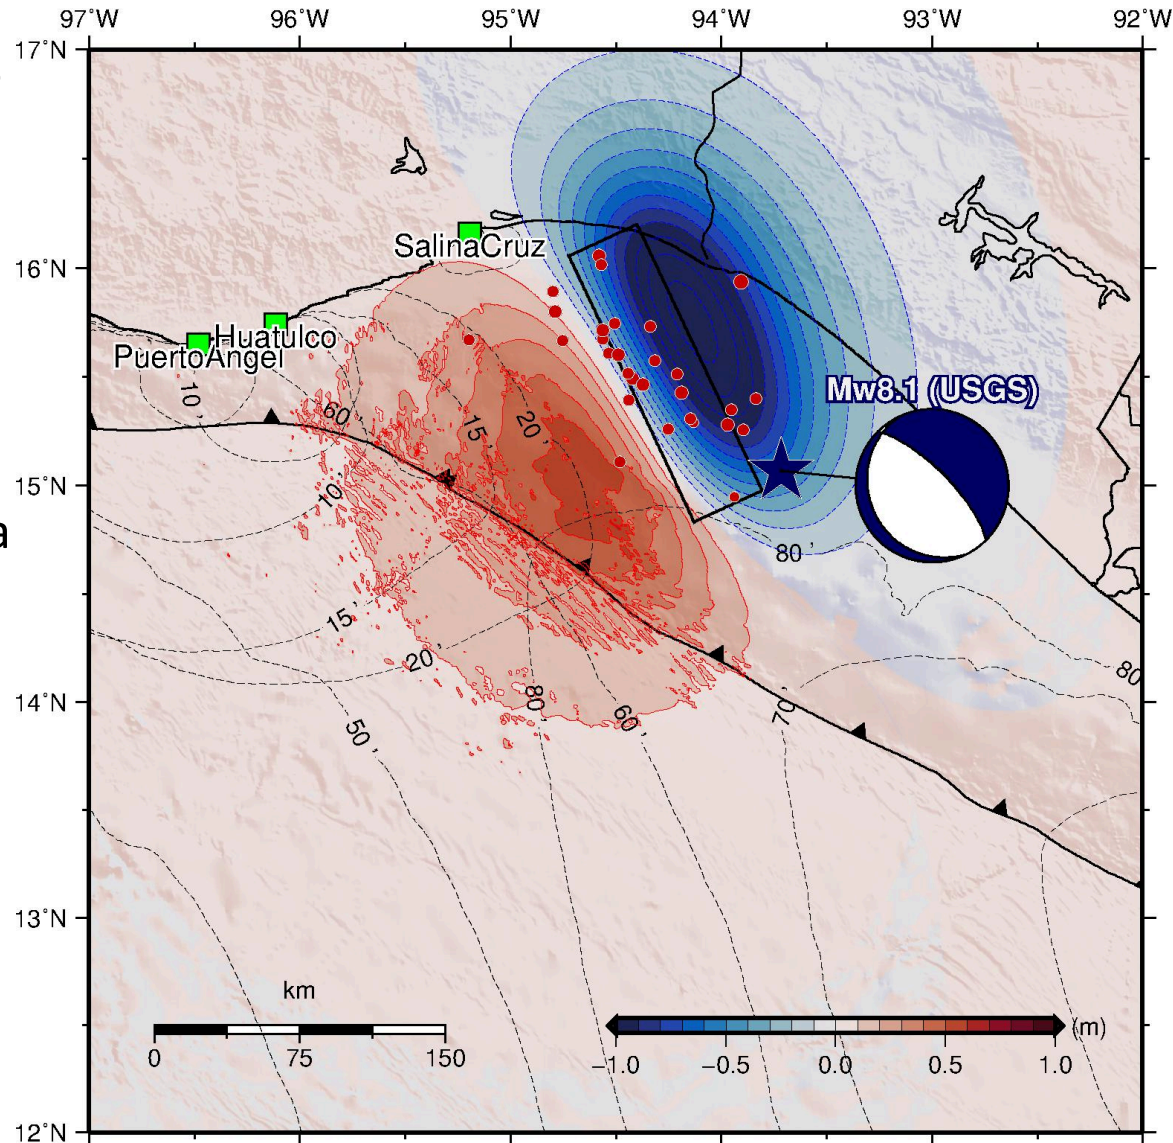 97°W 96°W 95°W 94°W 93°W 92°W
17°N
16°N
SalinaCruz
Huatulco
PuertoAngel
Mw8.1 (USGS)
10'
60'
15'
20'
15°N
10'
a
80'
15'
20'
80
14°N
80'
60'
70'
50'
13°N
km
0 75 150
(m)
−1.0 −0.5 0.0 0.5 1.0
12°N